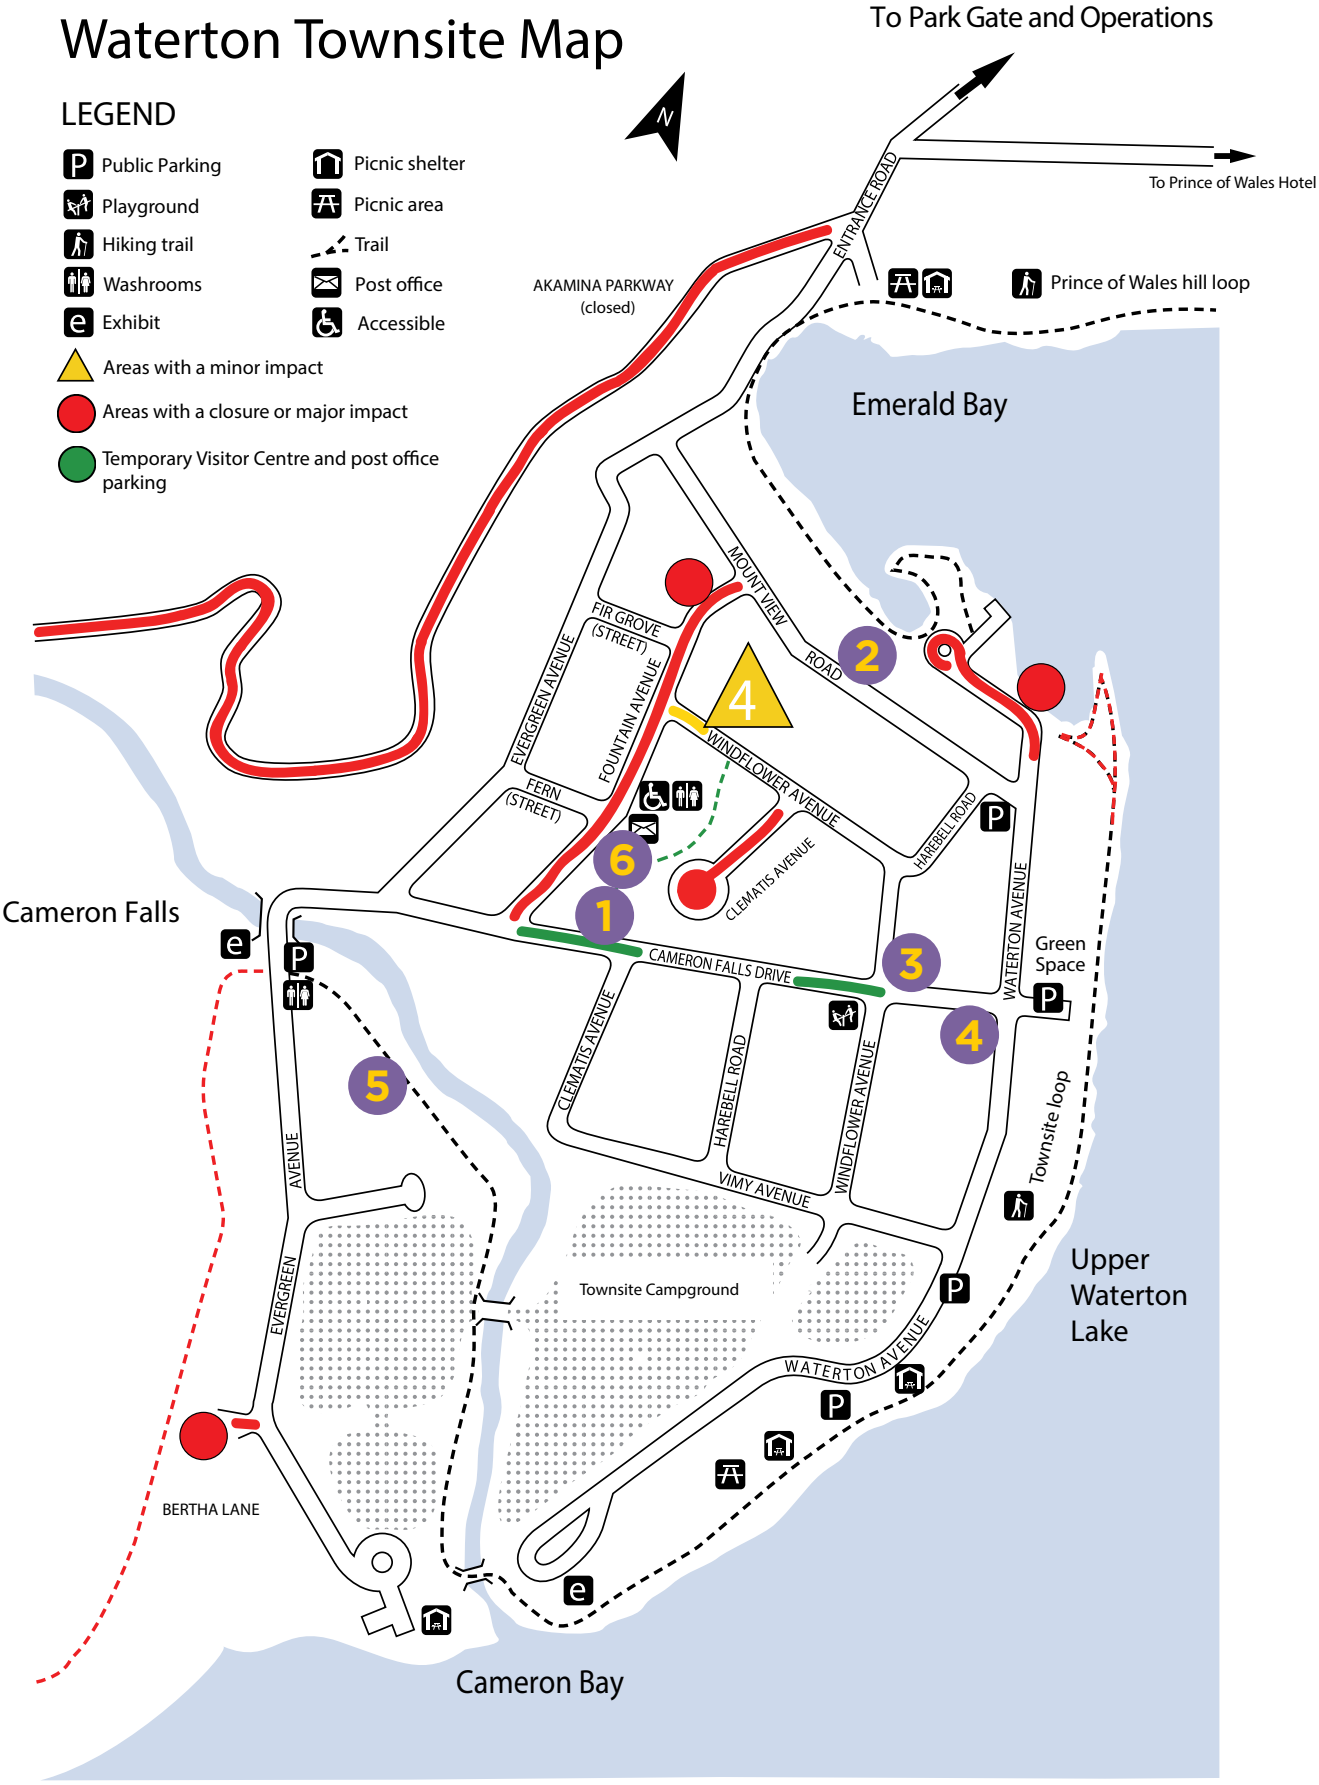 Waterton Townsite Map
To Park Gate and Operations
LEGEND
N
P Public Parking
Picnic shelter
Playground
Picnic area
Hiking trail
Trail
Washrooms
Post office
e Exhibit
Accessible
Areas with a minor impact
Areas with a closure or major impact
Temporary Visitor Centre and post office
parking
ENTRANCE ROAD
To Prince of Wales Hotel
AKAMINA PARKWAY
(closed)
Prince of Wales hill loop
Emerald Bay
MOUNT VIEW
ROAD
2
FIR GROVE
(STREET)
EVERGREEN AVENUE
FOUNTAIN AVENUE
4
WINDFLOWER AVENUE
FERN
(STREET)
HAREBELL ROAD
P
6
CLEMATIS AVENUE
1
WATERTON AVENUE
Cameron Falls
e
P
CAMERON FALLS DRIVE
3
Green
Space
P
4
CLEMATIS AVENUE
HAREBELL ROAD
WINDFLOWER AVENUE
5
Townsite loop
AVENUE
VIMY AVENUE
EVERGREEN
Townsite Campground
P
Upper
Waterton
Lake
WATERTON AVENUE
P
BERTHA LANE
e
Cameron Bay